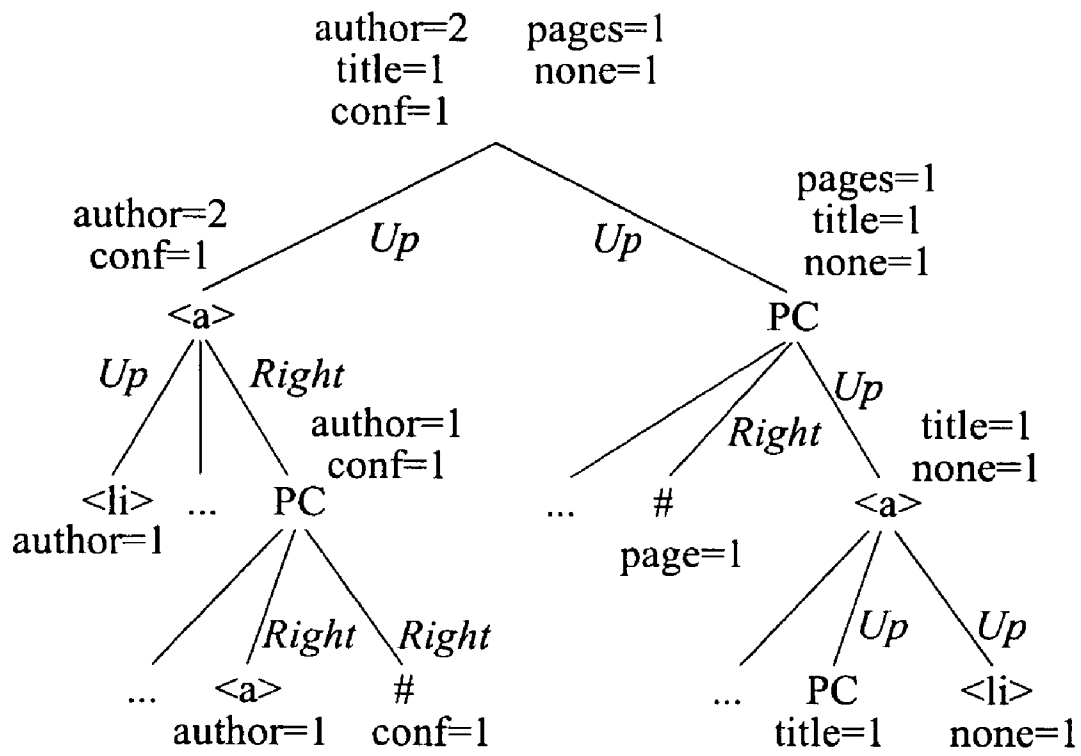 author=2 pages=1
title=1 none=1
conf=1
author=2
conf=1
Up
Up
pages=1
title=1
none=1
<a>
PC
Up
Right
Right
Up
author=1
conf=1
title=1
none=1
<li>
author=1
...
PC
...
#
page=1
<a>
Right
Right
Up
Up
...
<a>
author=1
#
conf=1
...
PC
title=1
<li>
none=1